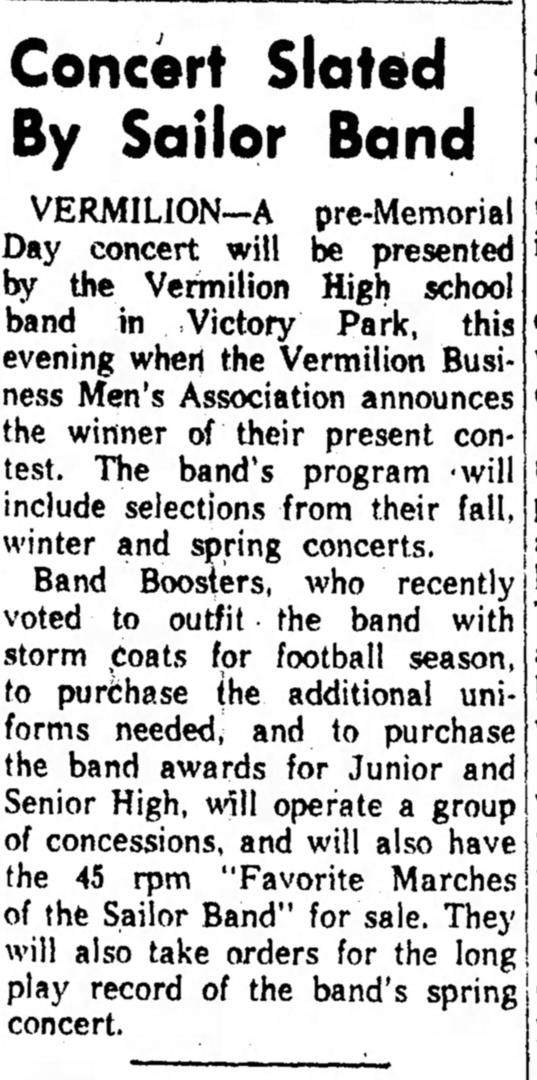 Concert Slated
By Sailor Band
VERMILION—A pre-Memorial
Day concert will be presented
by the Vermilion High school
band in Victory Park, this
evening when the Vermilion Busi-
ness Men's Association announces
the winner of their present con-
test. The band's program will
include selections from their fall,
winter and spring concerts.
Band Boosters, who recently
voted to outfit the band with
storm coats for football season,
to purchase the additional uni-
forms needed, and to purchase
the band awards for Junior and
Senior High, will operate a group
of concessions, and will also have
the 45 rpm "Favorite Marches
of the Sailor Band" for sale. They
will also take orders for the long
play record of the band's spring
concert.